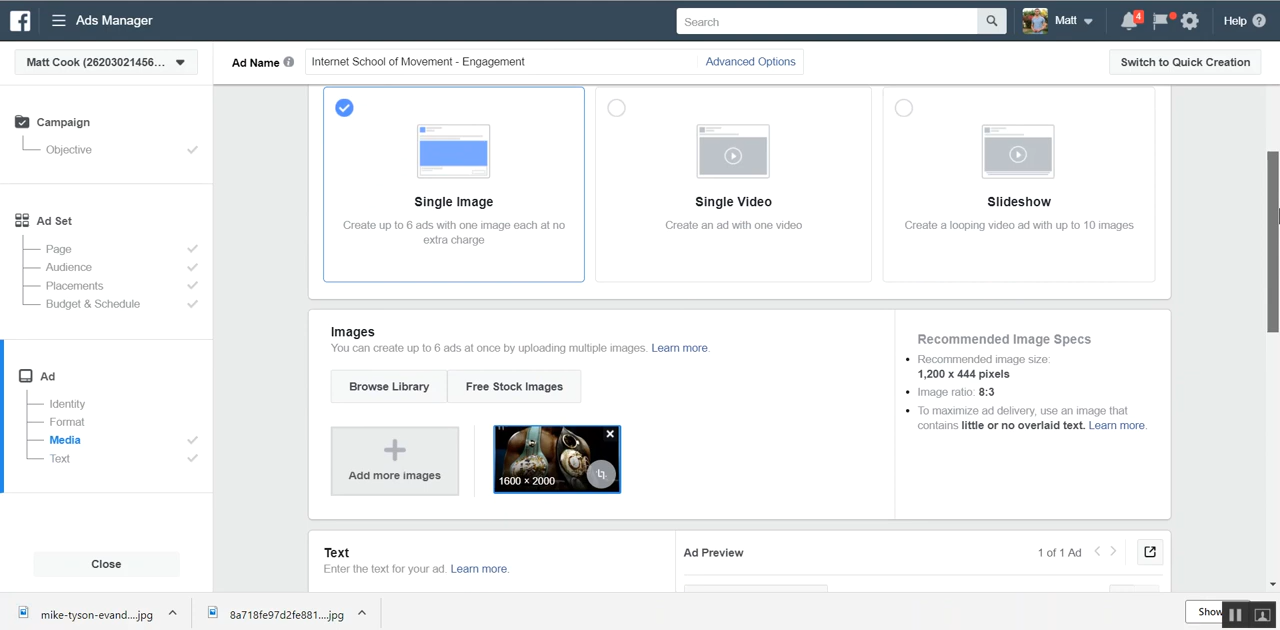 Ads Manager
Search
Matt
4
Help
Matt Cook (26203021456...
Ad Name
Internet School of Movement - Engagement
Advanced Options
Switch to Quick Creation
Campaign
Objective
Ad Set
Page
Audience
Placements
Budget & Schedule
Ad
Identity
Format
Media
Text
Close
Single Image
Create up to 6 ads with one image each at no
extra charge
Single Video
Create an ad with one video
Slideshow
Create a looping video ad with up to 10 images
Images
You can create up to 6 ads at once by uploading multiple images. Learn more.
Browse Library
Free Stock Images
Add more images
1600 × 2000
Recommended Image Specs
Recommended image size:
1,200 x 444 pixels
Image ratio: 8:3
To maximize ad delivery, use an image that
contains little or no overlaid text. Learn more.
Text
Enter the text for your ad. Learn more.
Ad Preview
1 of 1 Ad
mike-tyson-evand....jpg
8a718fe97d2fe881....jpg
Show